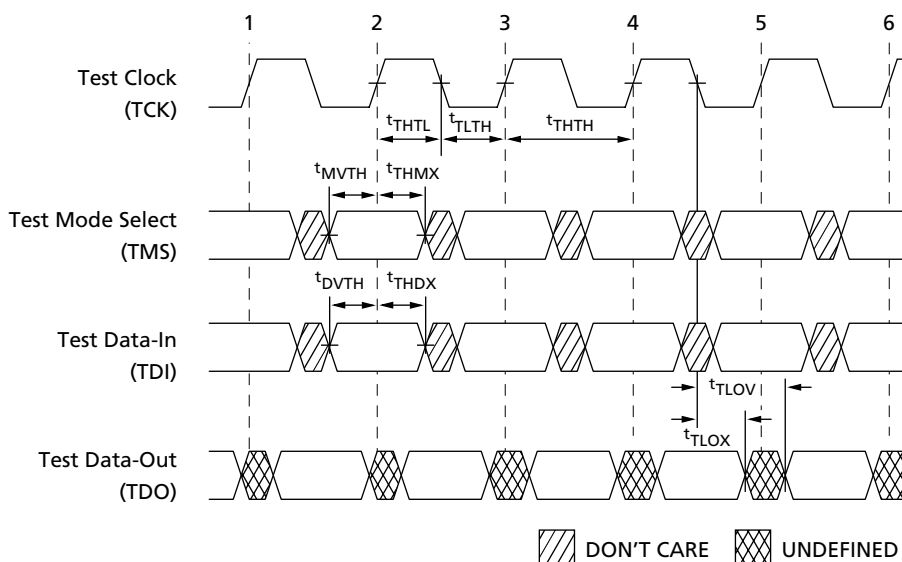 1 2 3 4 5 6
Test Clock
(TCK)
tTHTL tTLTH tTHTH
tMVTH tTHMX
Test Mode Select
(TMS)
tDVTH tTHDX
Test Data-In
(TDI)
tTLOV
tTLOX
Test Data-Out
(TDO)
DON'T CARE UNDEFINED